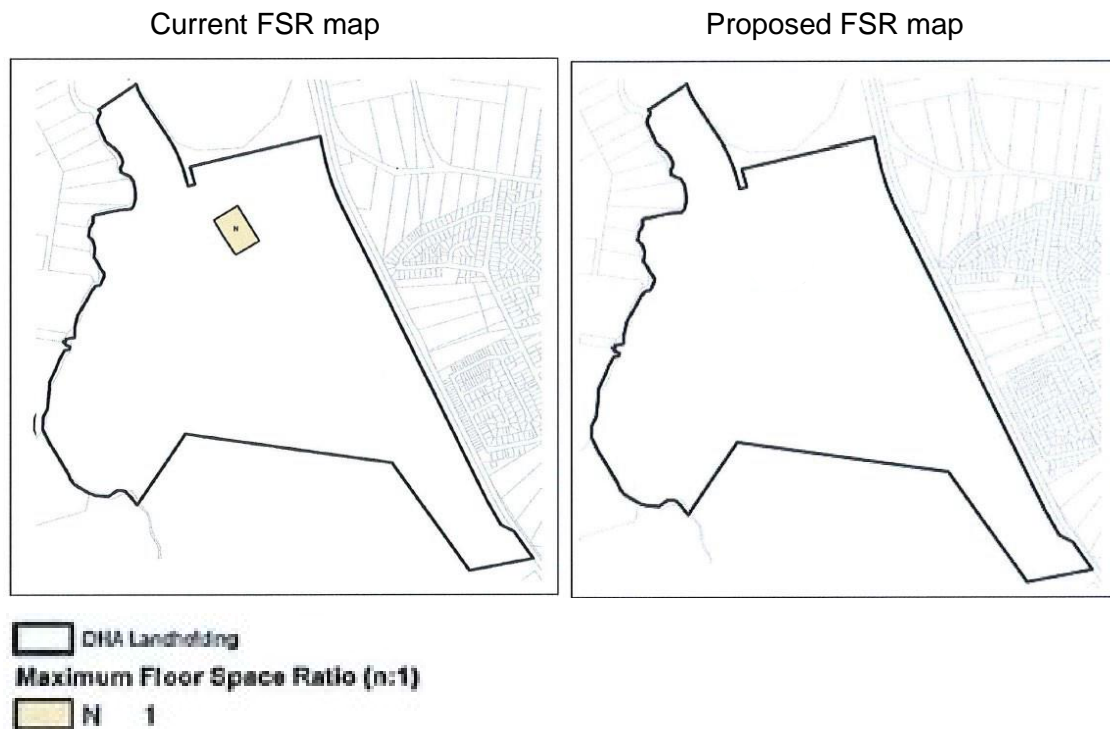 Current FSR map
Proposed FSR map
N
DHA Landholding
Maximum Floor Space Ratio (n:1)
N 1